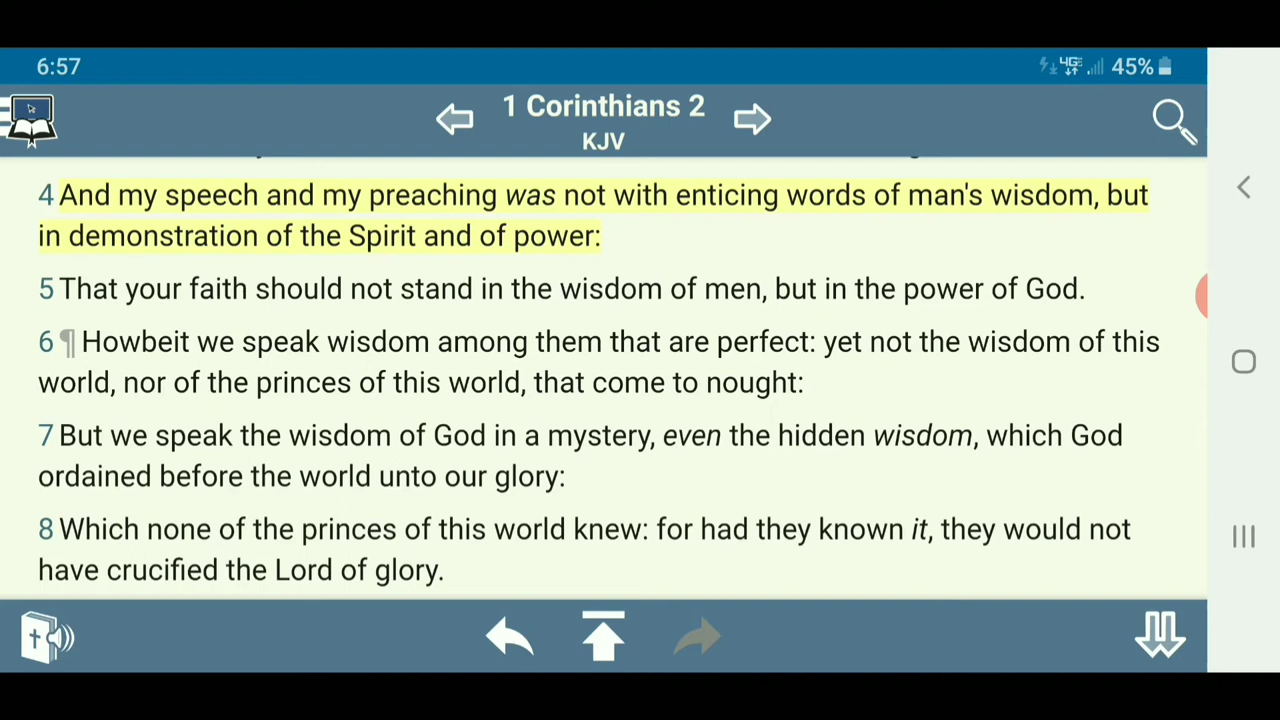 6:57
4G 45%
1 Corinthians 2
KJV
4 And my speech and my preaching was not with enticing words of man's wisdom, but
in demonstration of the Spirit and of power:
5 That your faith should not stand in the wisdom of men, but in the power of God.
6 ¶ Howbeit we speak wisdom among them that are perfect: yet not the wisdom of this
world, nor of the princes of this world, that come to nought:
7 But we speak the wisdom of God in a mystery, even the hidden wisdom, which God
ordained before the world unto our glory:
8 Which none of the princes of this world knew: for had they known it, they would not
have crucified the Lord of glory.